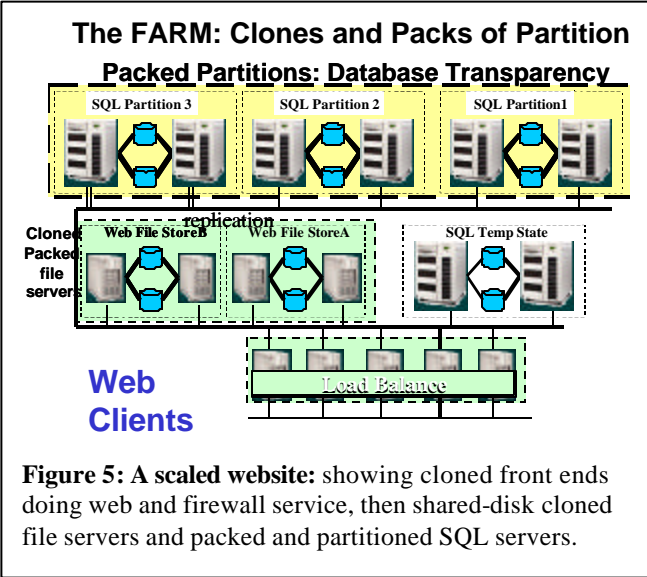 The FARM: Clones and Packs of Partition
Packed Partitions: Database Transparency
SQL Partition 3
SQL Partition 2
SQL Partition1
replication
Cloned
Packed
file
servers
Web File StoreB
Web File StoreA
SQL Temp State
Web
Clients
Load Balance
Figure 5: A scaled website: showing cloned front ends
doing web and firewall service, then shared-disk cloned
file servers and packed and partitioned SQL servers.